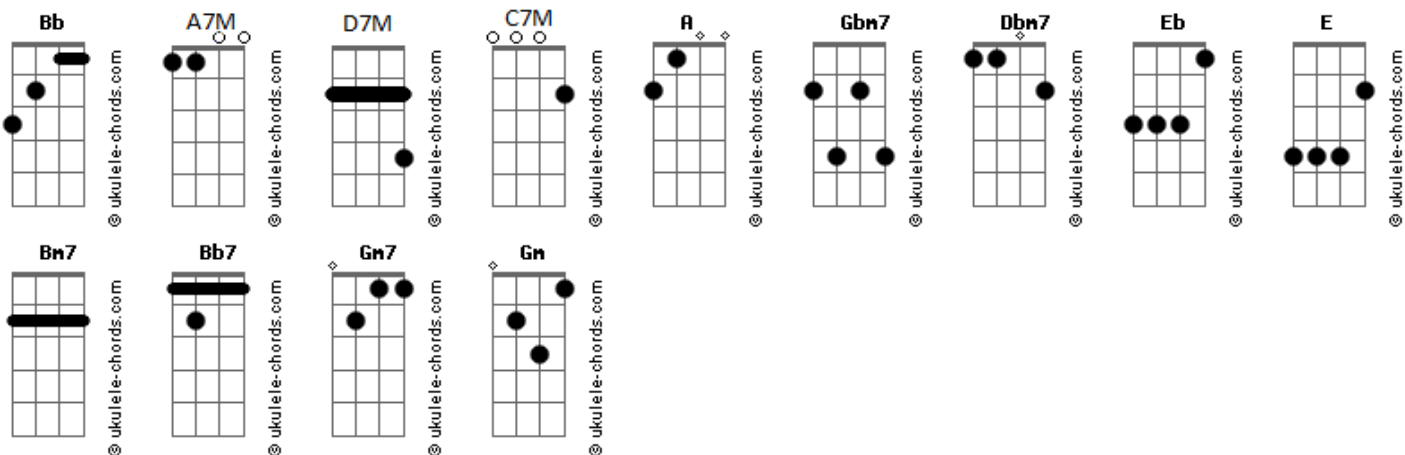 Bb A7M D7M C7M A Gbm7 Dbm7 Eb E
© ukulele-chords.com © ukulele-chords.com © ukulele-chords.com © ukulele-chords.com © ukulele-chords.com © ukulele-chords.com © ukulele-chords.com © ukulele-chords.com © ukulele-chords.com
Bm7 Bb7 Gm7 Gm
© ukulele-chords.com © ukulele-chords.com © ukulele-chords.com © ukulele-chords.com